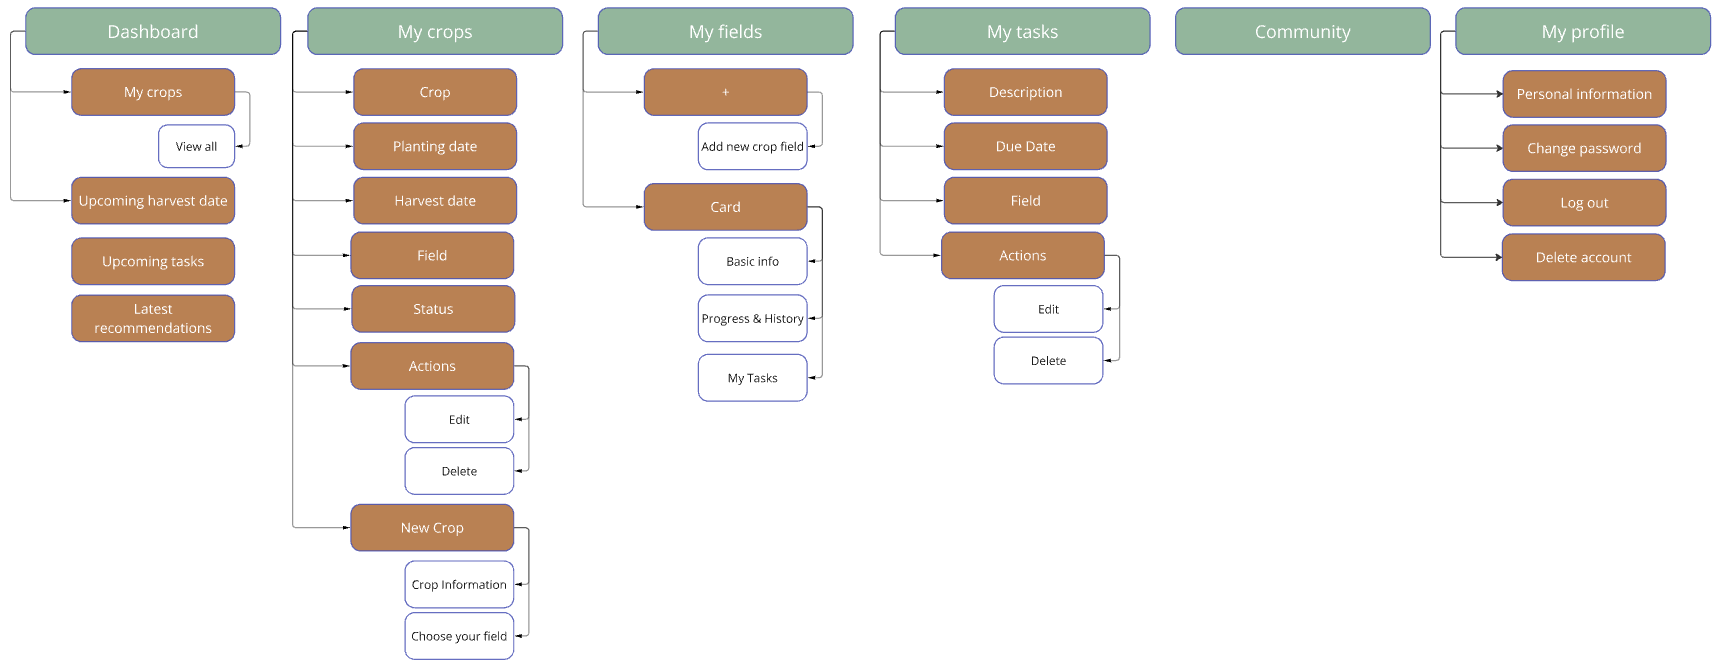 Dashboard
My crops
View all
Upcoming harvest date
Upcoming tasks
Latest
recommendations
My crops
Crop
Planting date
Harvest date
Field
Status
Actions
Edit
Delete
New Crop
Crop Information
Choose your field
My fields
+
Add new crop field
Card
Basic info
Progress & History
My Tasks
My tasks
Description
Due Date
Field
Actions
Edit
Delete
Community
My profile
Personal information
Change password
Log out
Delete account